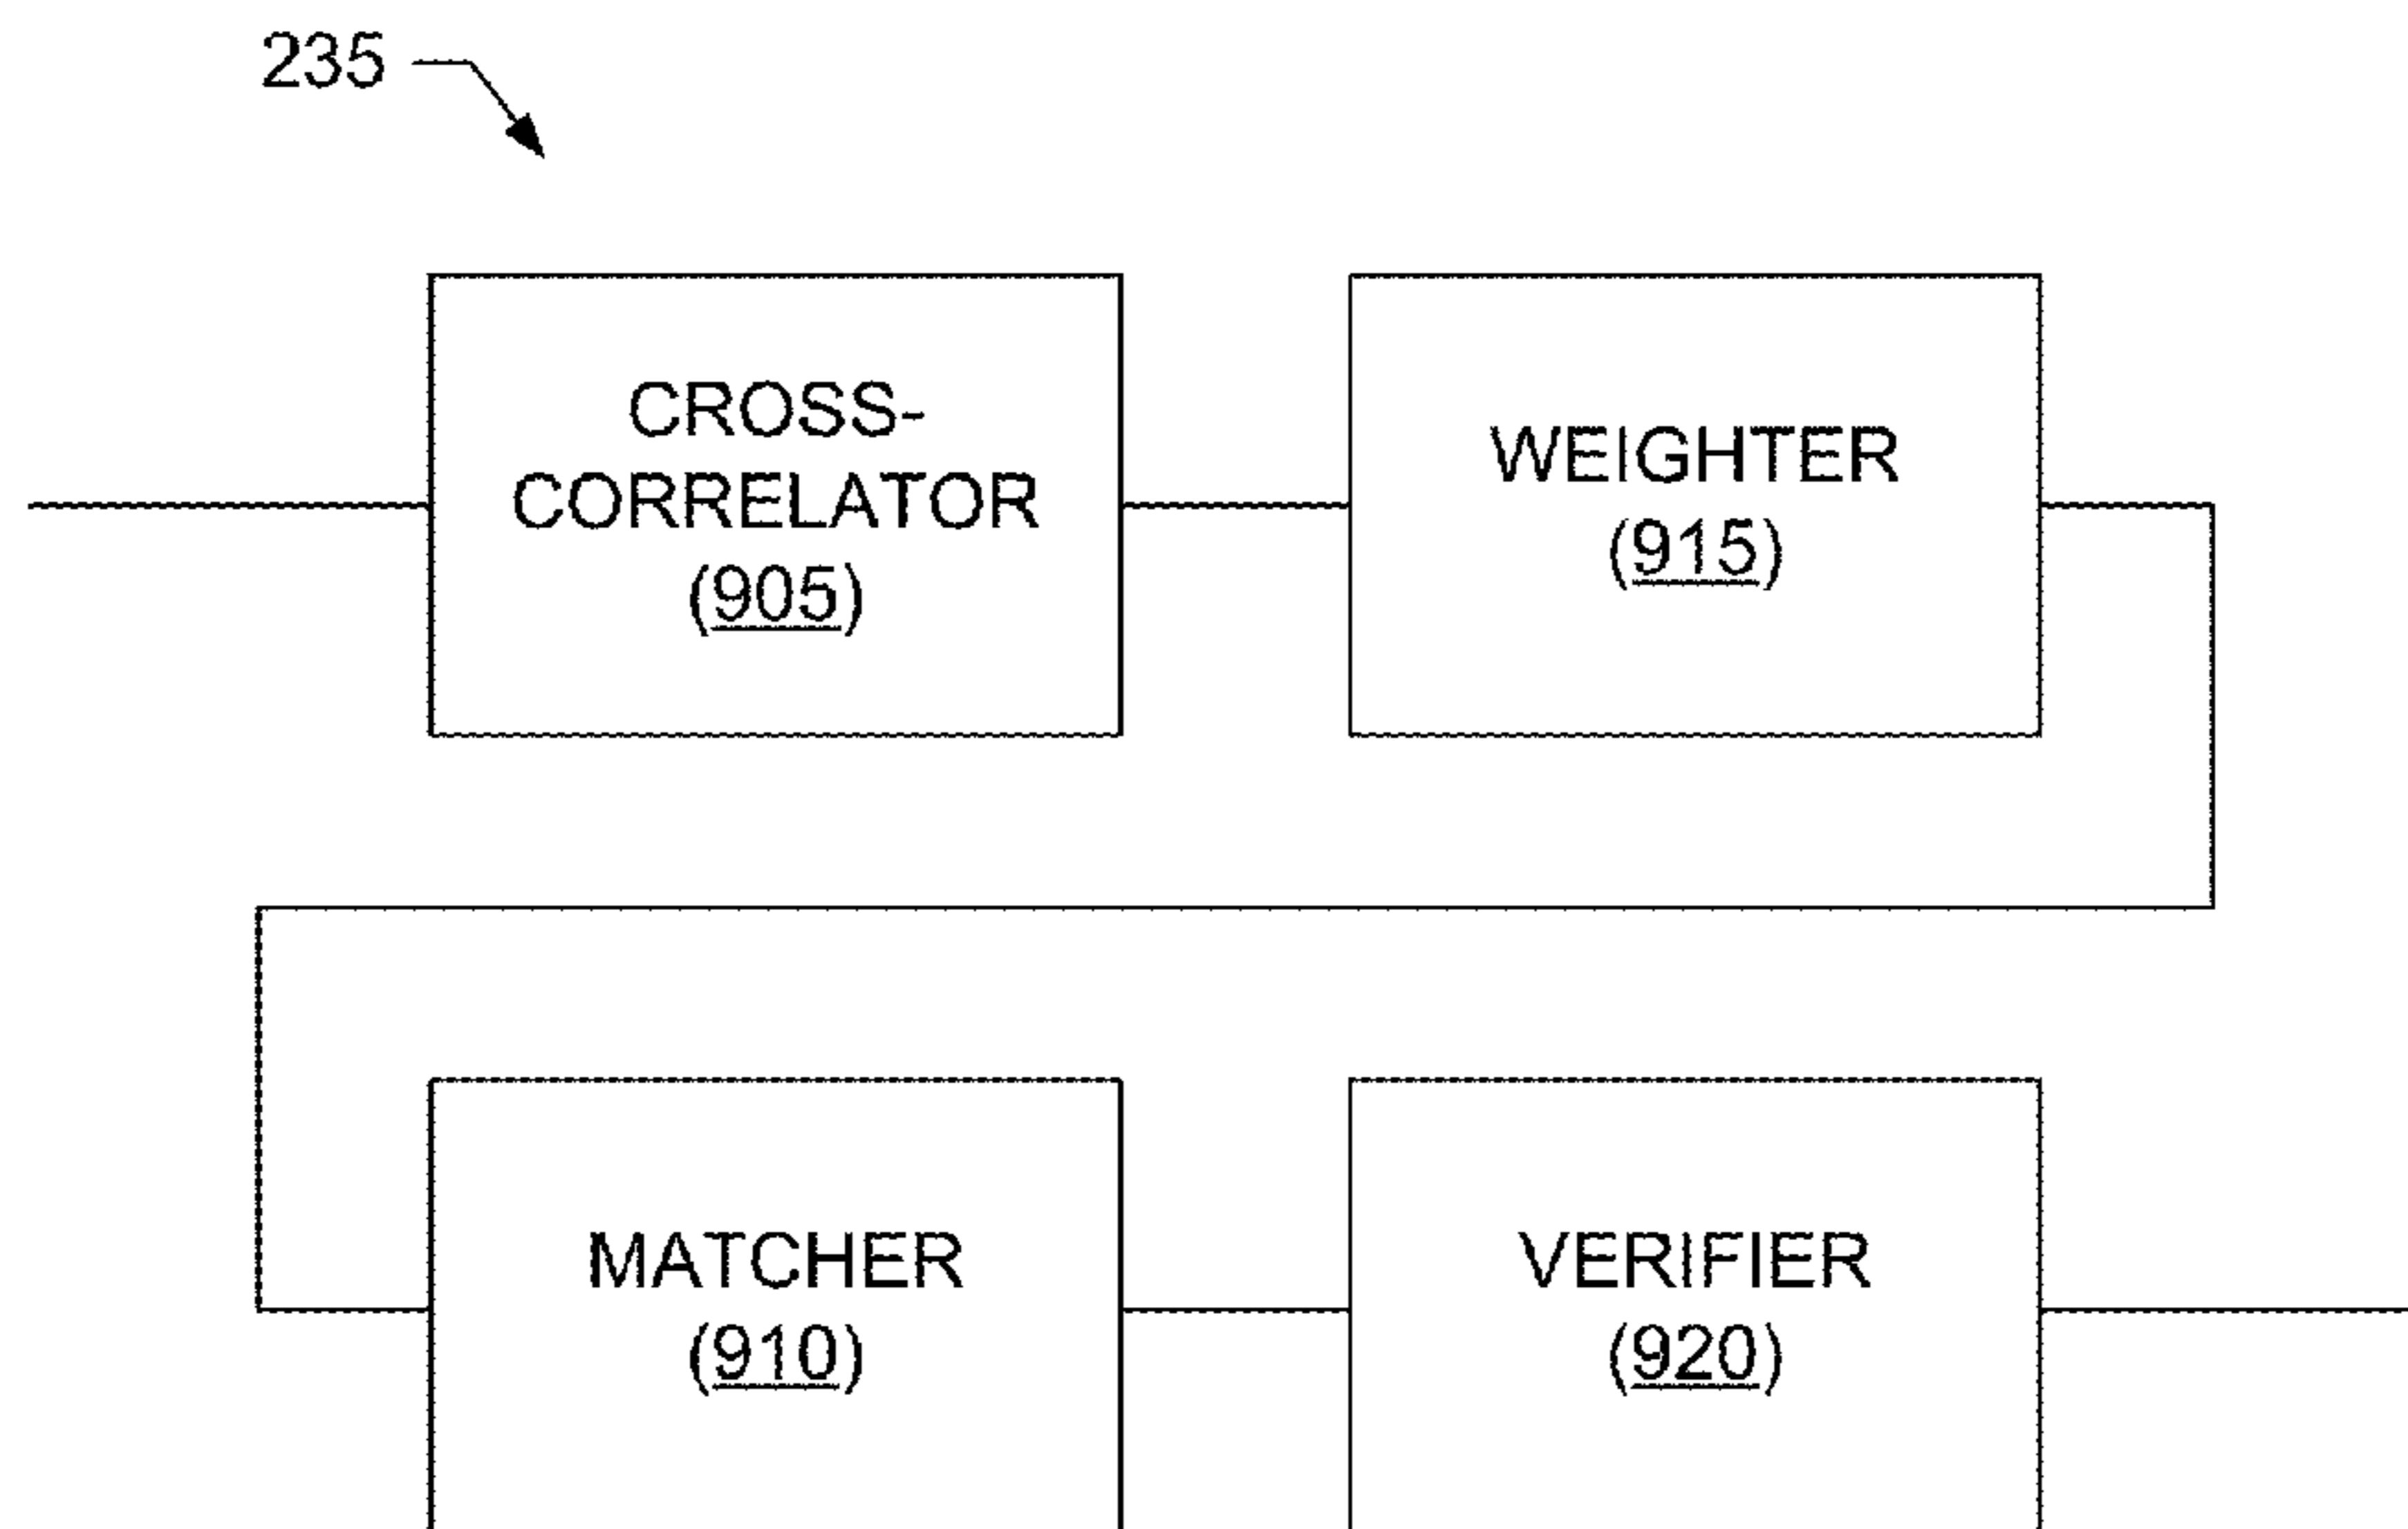 235
CROSS-
CORRELATOR
(905)
WEIGHTER
(915)
MATCHER
(910)
VERIFIER
(920)